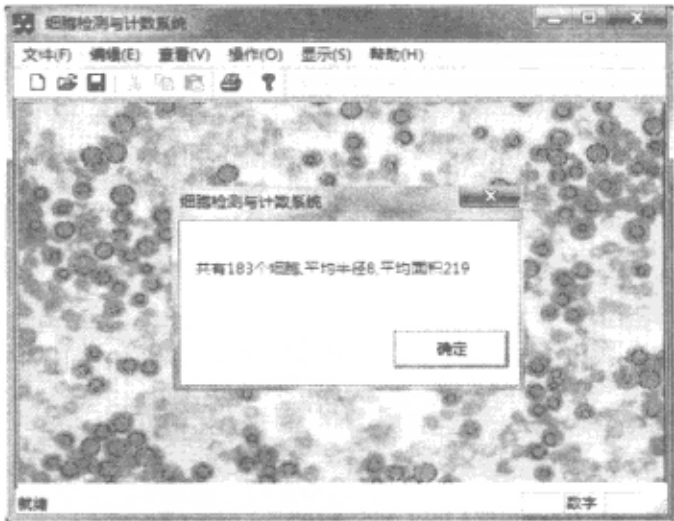 细胞检测与计数系统
文件(F) 编辑(E) 查看(V) 操作(O) 显示(S) 帮助(H)
细胞检测与计数系统
共有183个细胞,平均半径8,平均面积219
确定
就绪
数字